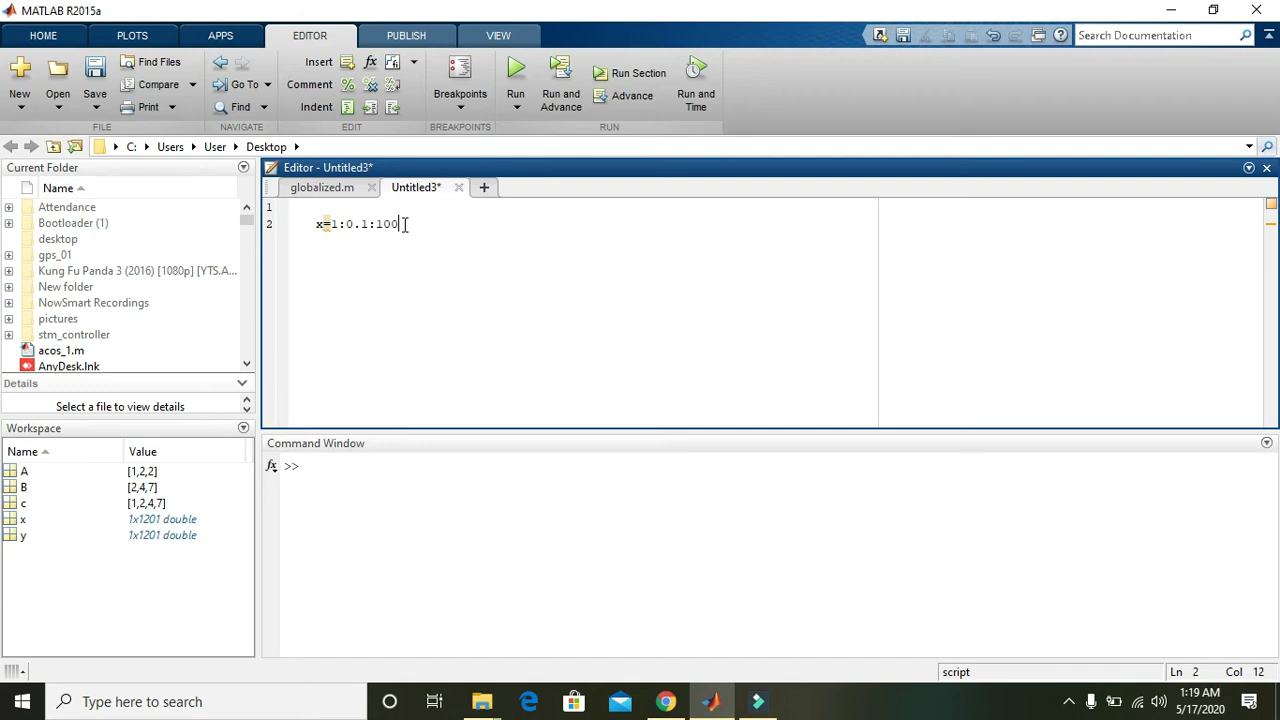 MATLAB R2015a
HOME PLOTS APPS EDITOR PUBLISH VIEW Search Documentation
New Open Save Find Files Compare Print Go To Find Insert fx Comment Indent Breakpoints Run Run and Advance Run Section Advance Run and Time
FILE NAVIGATE EDIT BREAKPOINTS RUN
C: Users User Desktop
Current Folder
Name
Attendance
Bootloader (1)
desktop
gps_01
Kung Fu Panda 3 (2016) [1080p] [YTS.A...
New folder
NowSmart Recordings
pictures
stm_controller
acos_1.m
AnyDesk.lnk
Details
Select a file to view details
Workspace
Name Value
A [1,2,2]
B [2,4,7]
c [1,2,4,7]
x 1x1201 double
y 1x1201 double
Editor - Untitled3*
globalized.m Untitled3*
1
2 x=1:0.1:100
Command Window
fx >>
script Ln 2 Col 12
Type here to search
1:19 AM
5/17/2020